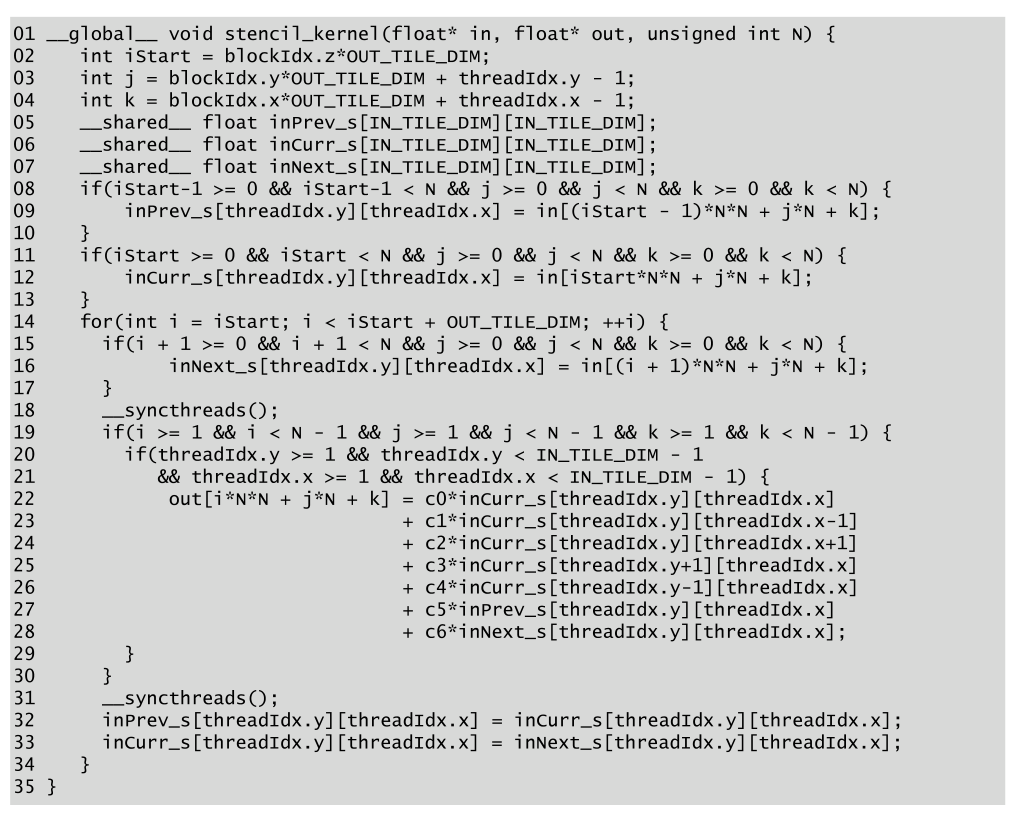 01 __global__ void stencil_kernel(float* in, float* out, unsigned int N) {
02     int iStart = blockIdx.z*OUT_TILE_DIM;
03     int j = blockIdx.y*OUT_TILE_DIM + threadIdx.y - 1;
04     int k = blockIdx.x*OUT_TILE_DIM + threadIdx.x - 1;
05     __shared__ float inPrev_s[IN_TILE_DIM][IN_TILE_DIM];
06     __shared__ float inCurr_s[IN_TILE_DIM][IN_TILE_DIM];
07     __shared__ float inNext_s[IN_TILE_DIM][IN_TILE_DIM];
08     if(iStart-1 >= 0 && iStart-1 < N && j >= 0 && j < N && k >= 0 && k < N) {
09         inPrev_s[threadIdx.y][threadIdx.x] = in[(iStart - 1)*N*N + j*N + k];
10     }
11     if(iStart >= 0 && iStart < N && j >= 0 && j < N && k >= 0 && k < N) {
12         inCurr_s[threadIdx.y][threadIdx.x] = in[iStart*N*N + j*N + k];
13     }
14     for(int i = iStart; i < iStart + OUT_TILE_DIM; ++i) {
15       if(i + 1 >= 0 && i + 1 < N && j >= 0 && j < N && k >= 0 && k < N) {
16             inNext_s[threadIdx.y][threadIdx.x] = in[(i + 1)*N*N + j*N + k];
17       }
18       __syncthreads();
19       if(i >= 1 && i < N - 1 && j >= 1 && j < N - 1 && k >= 1 && k < N - 1) {
20         if(threadIdx.y >= 1 && threadIdx.y < IN_TILE_DIM - 1
21            && threadIdx.x >= 1 && threadIdx.x < IN_TILE_DIM - 1) {
22             out[i*N*N + j*N + k] = c0*inCurr_s[threadIdx.y][threadIdx.x]
23                                  + c1*inCurr_s[threadIdx.y][threadIdx.x-1]
24                                  + c2*inCurr_s[threadIdx.y][threadIdx.x+1]
25                                  + c3*inCurr_s[threadIdx.y+1][threadIdx.x]
26                                  + c4*inCurr_s[threadIdx.y-1][threadIdx.x]
27                                  + c5*inPrev_s[threadIdx.y][threadIdx.x]
28                                  + c6*inNext_s[threadIdx.y][threadIdx.x];
29         }
30       }
31       __syncthreads();
32       inPrev_s[threadIdx.y][threadIdx.x] = inCurr_s[threadIdx.y][threadIdx.x];
33       inCurr_s[threadIdx.y][threadIdx.x] = inNext_s[threadIdx.y][threadIdx.x];
34     }
35 }